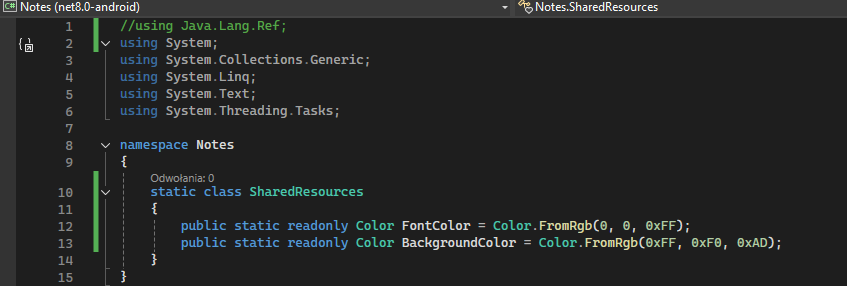 Notes (net8.0-android) Notes.SharedResources
1 //using Java.Lang.Ref;
2 using System;
3 using System.Collections.Generic;
4 using System.Linq;
5 using System.Text;
6 using System.Threading.Tasks;
7
8 namespace Notes
9 {
Odwołania: 0
10 static class SharedResources
11 {
12 public static readonly Color FontColor = Color.FromRgb(0, 0, 0xFF);
13 public static readonly Color BackgroundColor = Color.FromRgb(0xFF, 0xF0, 0xAD);
14 }
15 }